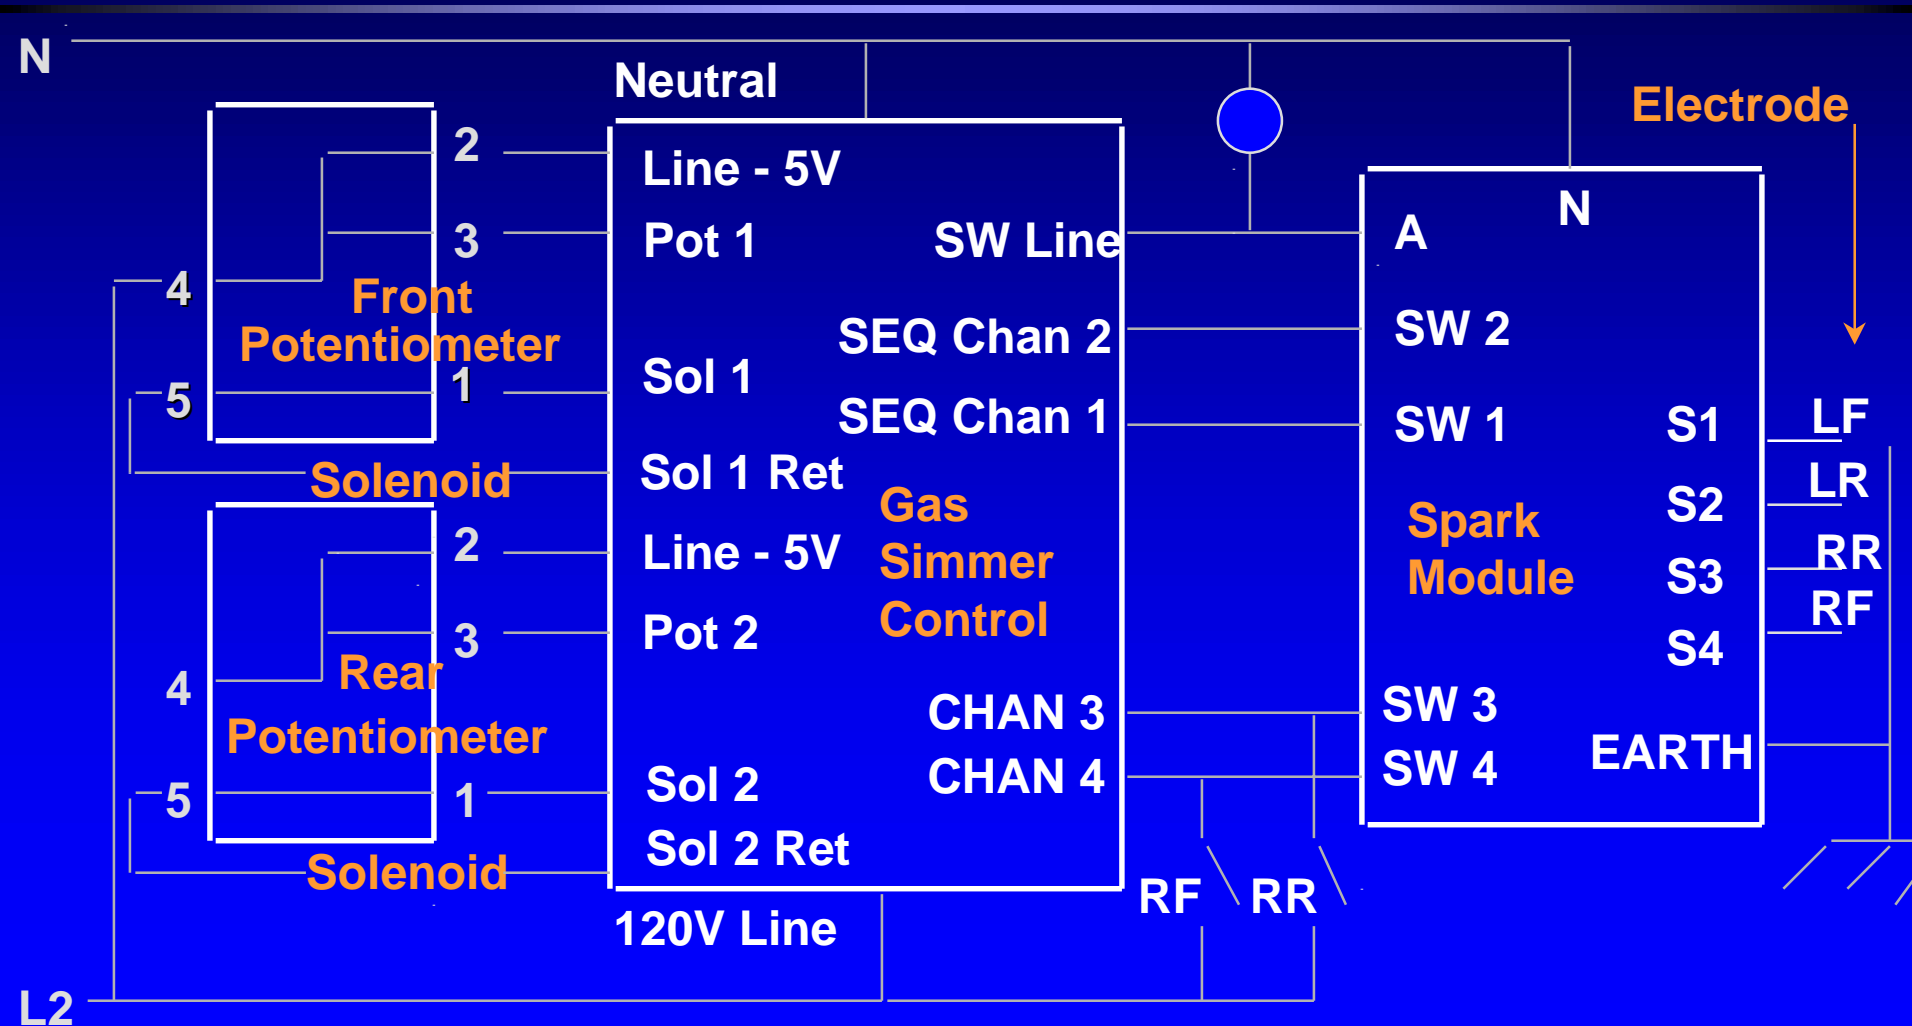 N
Neutral
Electrode
2
Line - 5V
N
3
Pot 1
SW Line
A
4
Front
Potentiometer
SEQ Chan 2
SW 2
5
1
Sol 1
SEQ Chan 1
SW 1
S1
LF
Solenoid
Sol 1 Ret
Gas
Simmer
Control
Spark
Module
S2
LR
2
Line - 5V
S3
RR
3
Pot 2
S4
RF
4
Rear
Potentiometer
CHAN 3
SW 3
EARTH
5
1
Sol 2
CHAN 4
SW 4
Solenoid
Sol 2 Ret
RF
RR
120V Line
L2